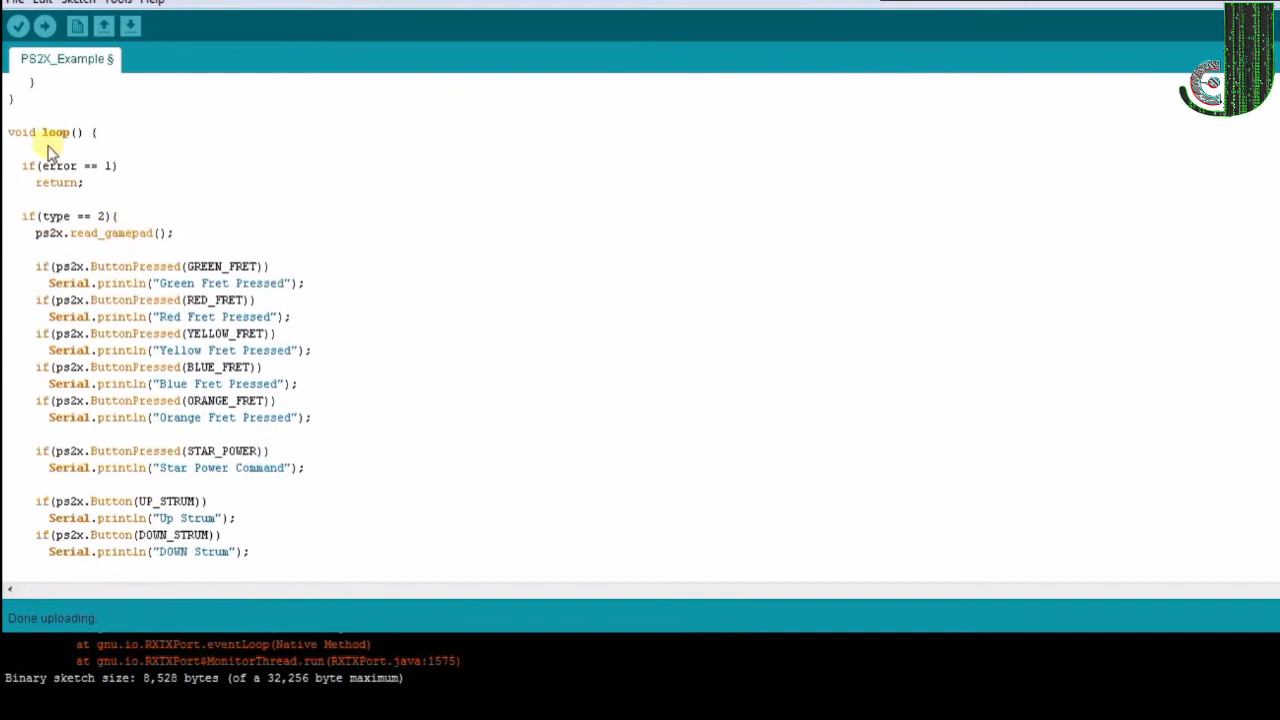 File Edit Sketch Tools Help
PS2X_Example §
}
}
void loop() {
if(error == 1)
return;
if(type == 2){
ps2x.read_gamepad();
if(ps2x.ButtonPressed(GREEN_FRET))
Serial.println("Green Fret Pressed");
if(ps2x.ButtonPressed(RED_FRET))
Serial.println("Red Fret Pressed");
if(ps2x.ButtonPressed(YELLOW_FRET))
Serial.println("Yellow Fret Pressed");
if(ps2x.ButtonPressed(BLUE_FRET))
Serial.println("Blue Fret Pressed");
if(ps2x.ButtonPressed(ORANGE_FRET))
Serial.println("Orange Fret Pressed");
if(ps2x.ButtonPressed(STAR_POWER))
Serial.println("Star Power Command");
if(ps2x.Button(UP_STRUM))
Serial.println("Up Strum");
if(ps2x.Button(DOWN_STRUM))
Serial.println("DOWN Strum");
Done uploading.
at gnu.io.RXTXPort.eventLoop(Native Method)
at gnu.io.RXTXPort$MonitorThread.run(RXTXPort.java:1575)
Binary sketch size: 8,528 bytes (of a 32,256 byte maximum)